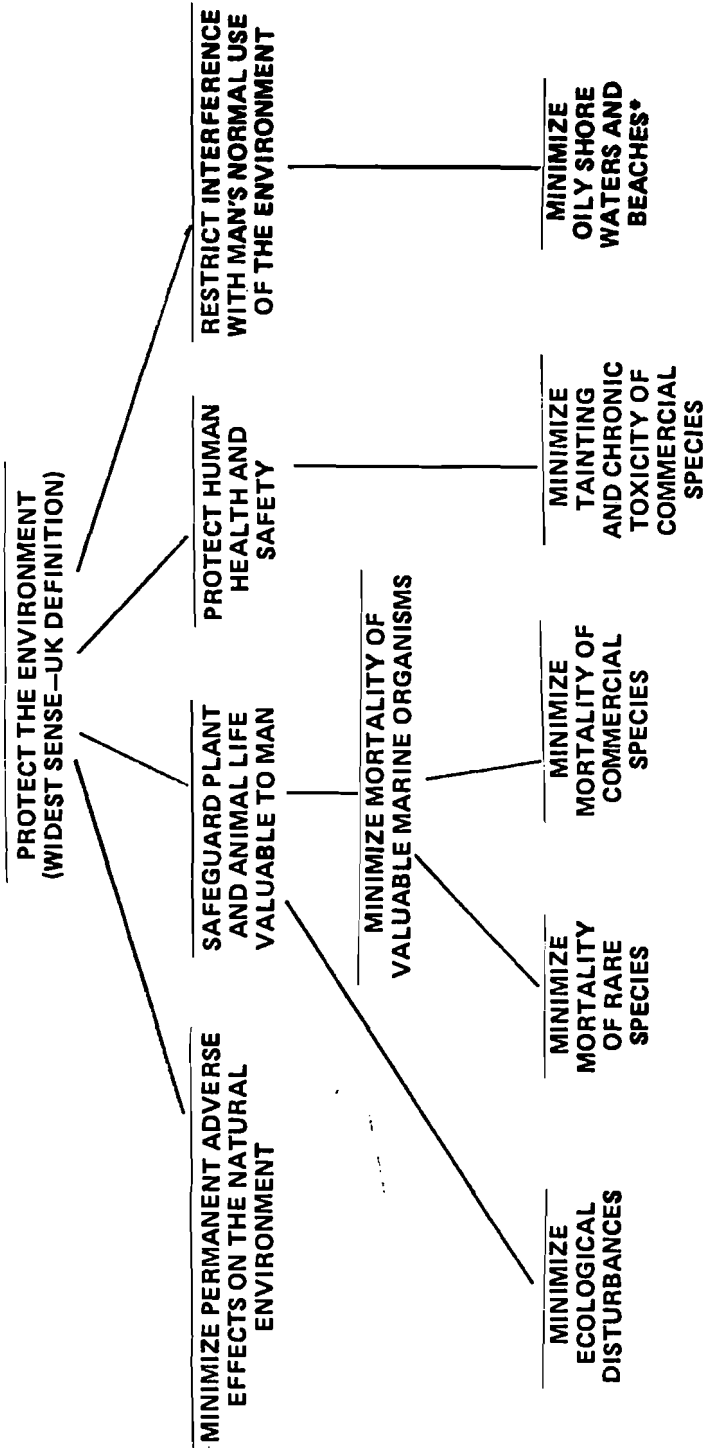 PROTECT THE ENVIRONMENT
(WIDEST SENSE—UK DEFINITION)
MINIMIZE PERMANENT ADVERSE
EFFECTS ON THE NATURAL
ENVIRONMENT
SAFEGUARD PLANT
AND ANIMAL LIFE
VALUABLE TO MAN
PROTECT HUMAN
HEALTH AND
SAFETY
RESTRICT INTERFERENCE
WITH MAN'S NORMAL USE
OF THE ENVIRONMENT
MINIMIZE MORTALITY OF
VALUABLE MARINE ORGANISMS
MINIMIZE
ECOLOGICAL
DISTURBANCES
MINIMIZE
MORTALITY
OF RARE
SPECIES
MINIMIZE
MORTALITY OF
COMMERCIAL
SPECIES
MINIMIZE
TAINTING
AND CHRONIC
TOXICITY OF
COMMERCIAL
SPECIES
MINIMIZE
OILY SHORE
WATERS AND
BEACHES*